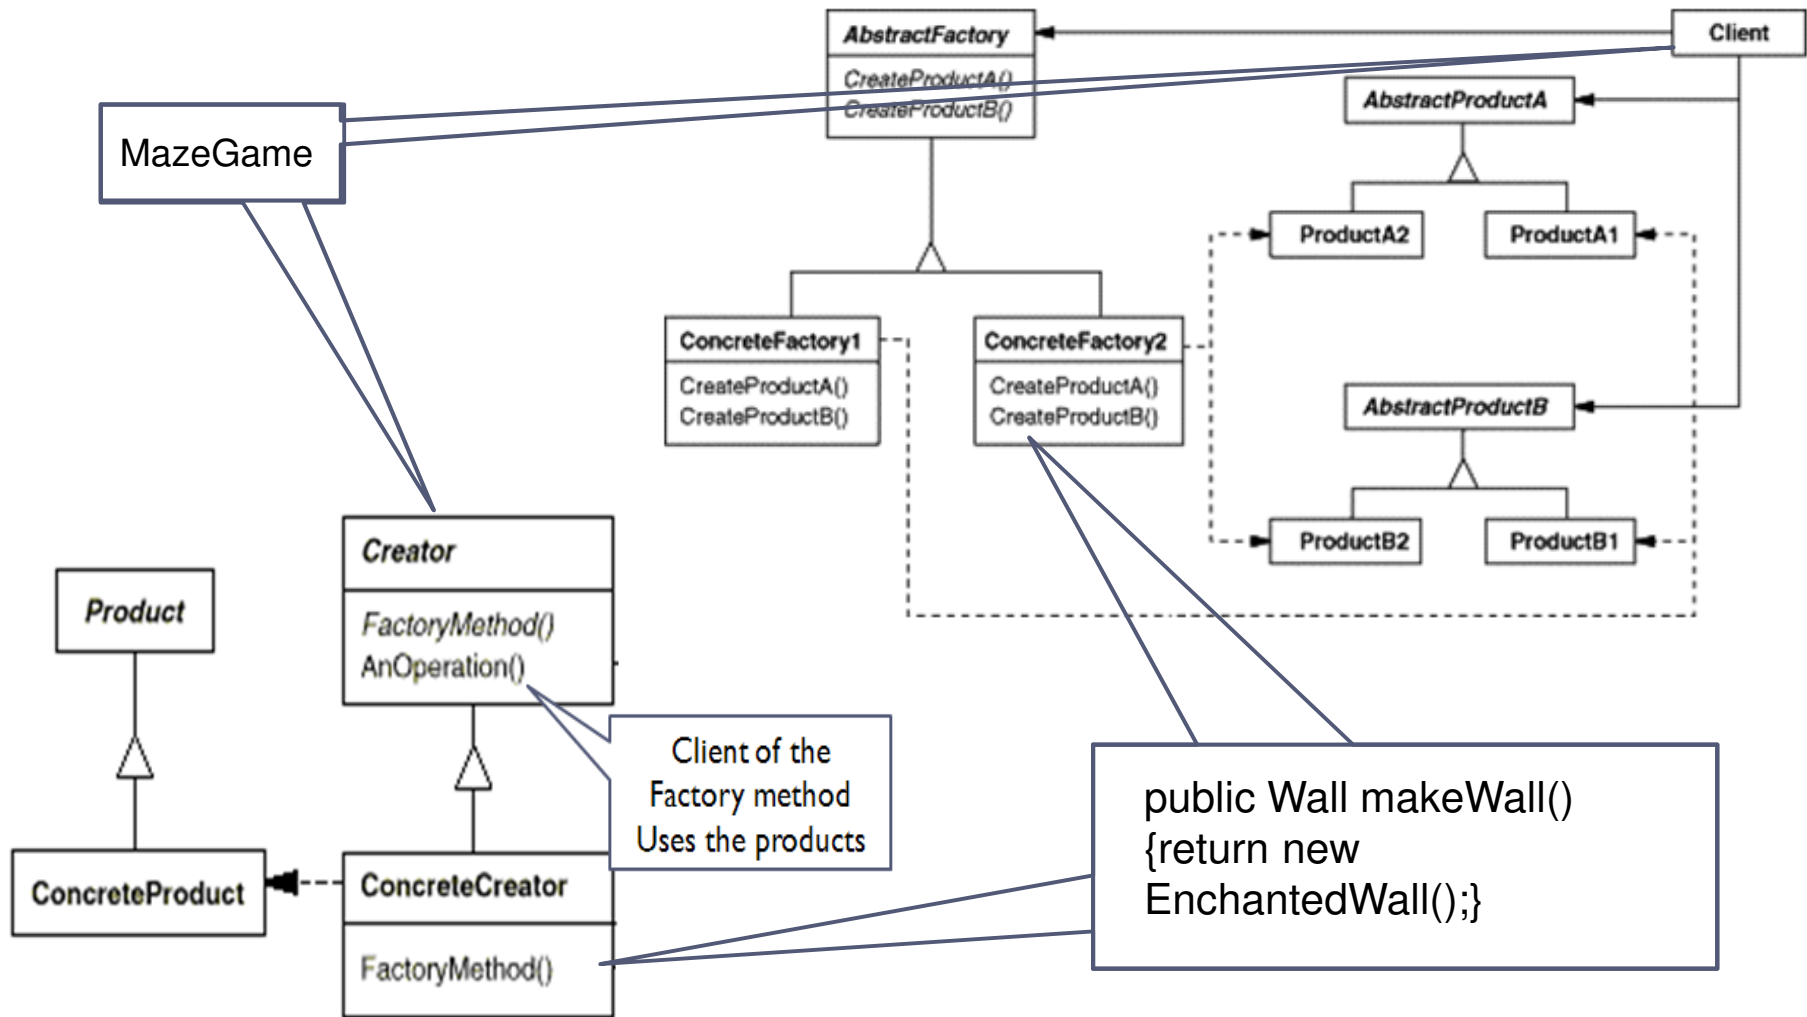 AbstractFactory
CreateProductA()
CreateProductB()
Client
AbstractProductA
MazeGame
ProductA2
ProductA1
ConcreteFactory1
CreateProductA()
CreateProductB()
ConcreteFactory2
CreateProductA()
CreateProductB()
AbstractProductB
ProductB2
ProductB1
Creator
FactoryMethod()
AnOperation()
Product
Client of the
Factory method
Uses the products
public Wall makeWall()
{return new
EnchantedWall();}
ConcreteProduct
ConcreteCreator
FactoryMethod()